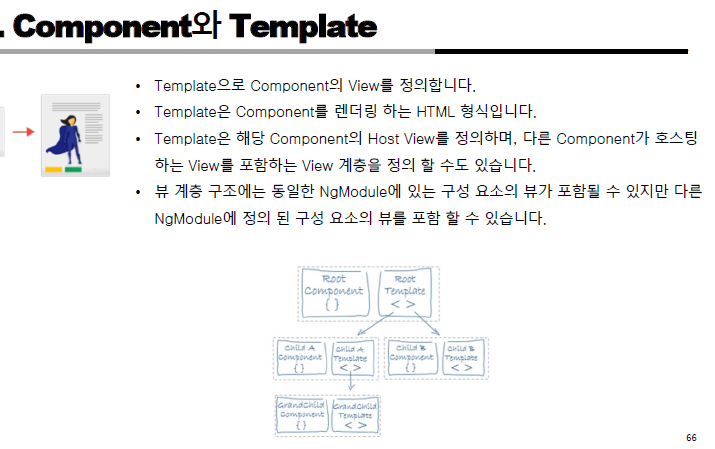 . Component와 Template
• Template으로 Component의 View를 정의합니다.
• Template은 Component를 렌더링 하는 HTML 형식입니다.
• Template은 해당 Component의 Host View를 정의하며, 다른 Component가 호스팅
하는 View를 포함하는 View 계층을 정의 할 수도 있습니다.
• 뷰 계층 구조에는 동일한 NgModule에 있는 구성 요소의 뷰가 포함될 수 있지만 다른
NgModule에 정의 된 구성 요소의 뷰를 포함 할 수 있습니다.
Root Component { }
Root Template < >
Child A Component { }
Child A Template < >
Child B Component { }
Child B Template < >
GrandChild Component { }
GrandChild Template < >
66